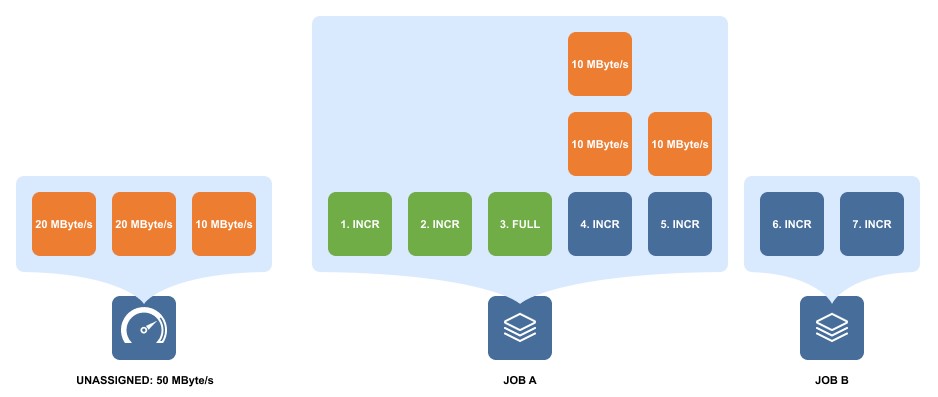 10 MByte/s
10 MByte/s
10 MByte/s
20 MByte/s
20 MByte/s
10 MByte/s
1. INCR
2. INCR
3. FULL
4. INCR
5. INCR
6. INCR
7. INCR
UNASSIGNED: 50 MByte/s
JOB A
JOB B